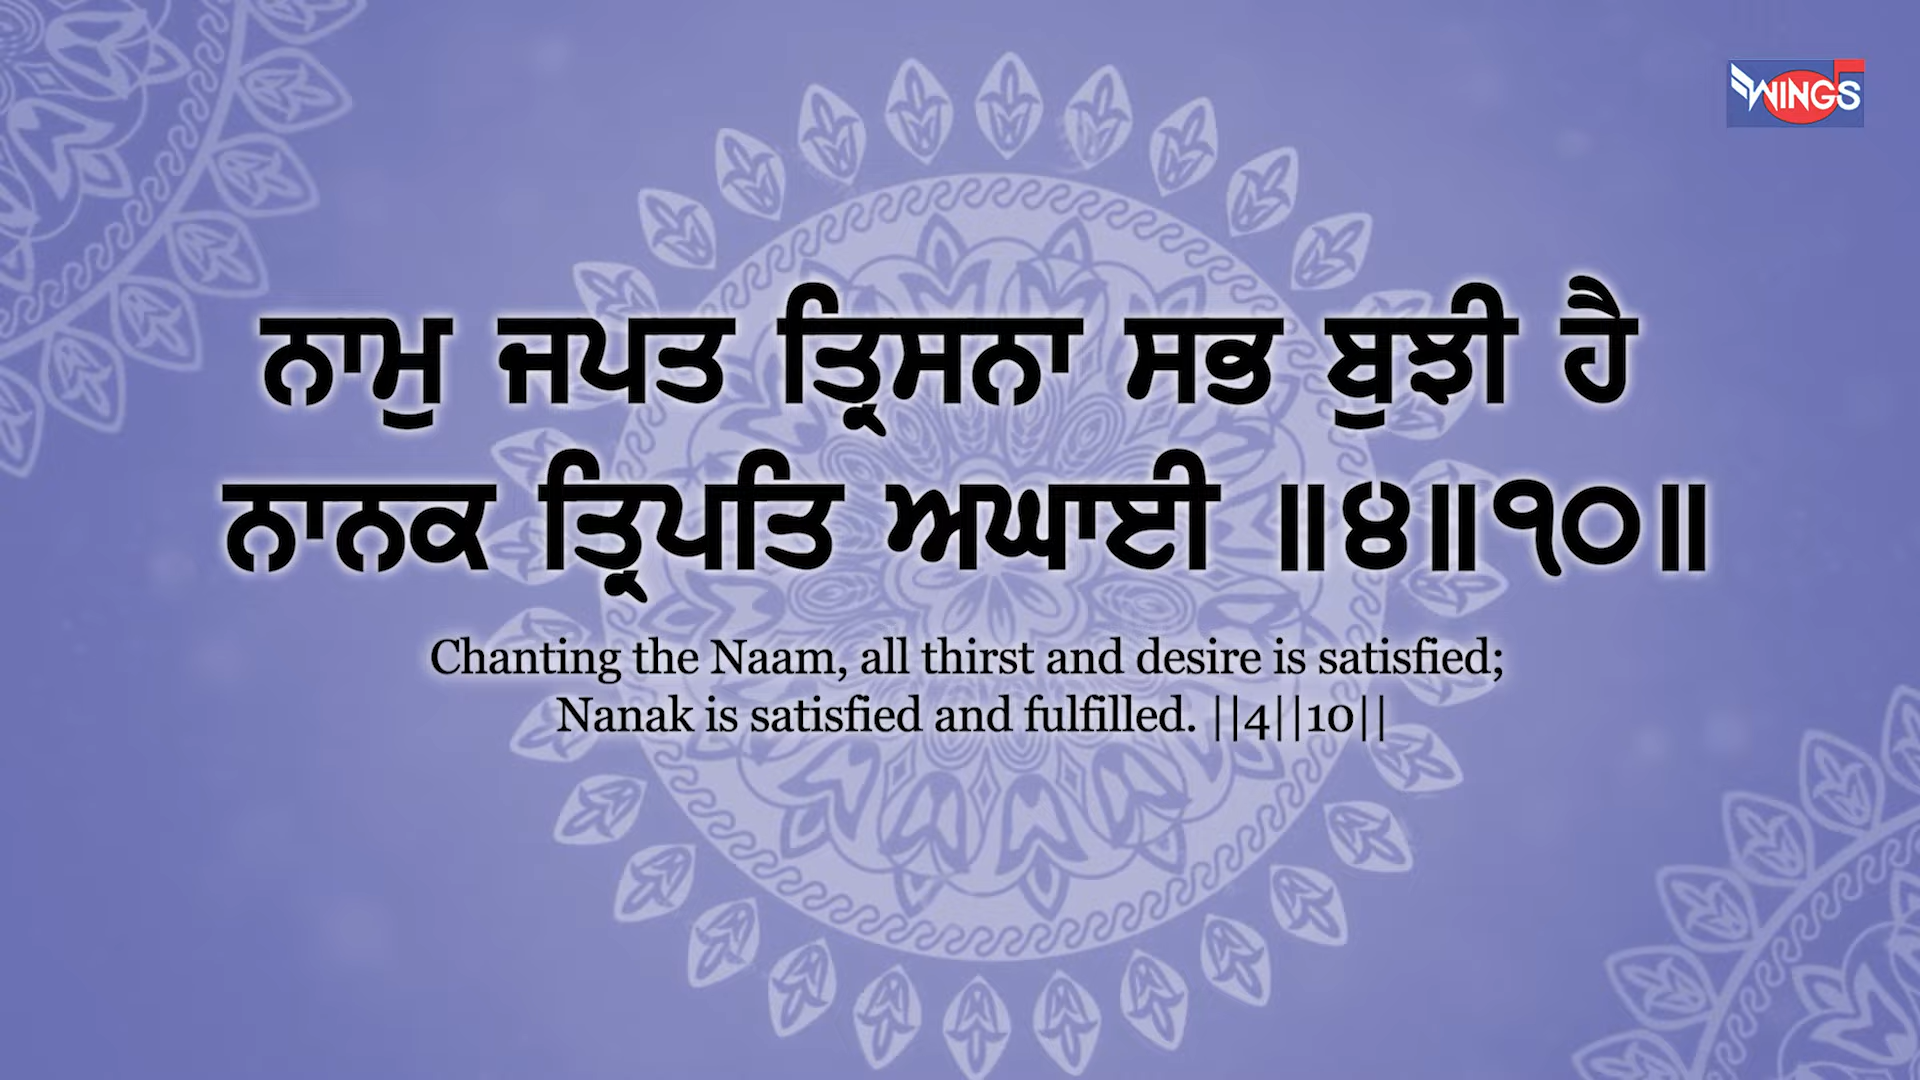 WINGS
ਨਾਮੁ ਜਪਤ ਤ੍ਰਿਸਨਾ ਸਭ ਬੁਝੀ ਹੈ
ਨਾਨਕ ਤ੍ਰਿਪਤਿ ਅਘਾਈ ॥੪॥੧੦॥
Chanting the Naam, all thirst and desire is satisfied;
Nanak is satisfied and fulfilled. ||4||10||